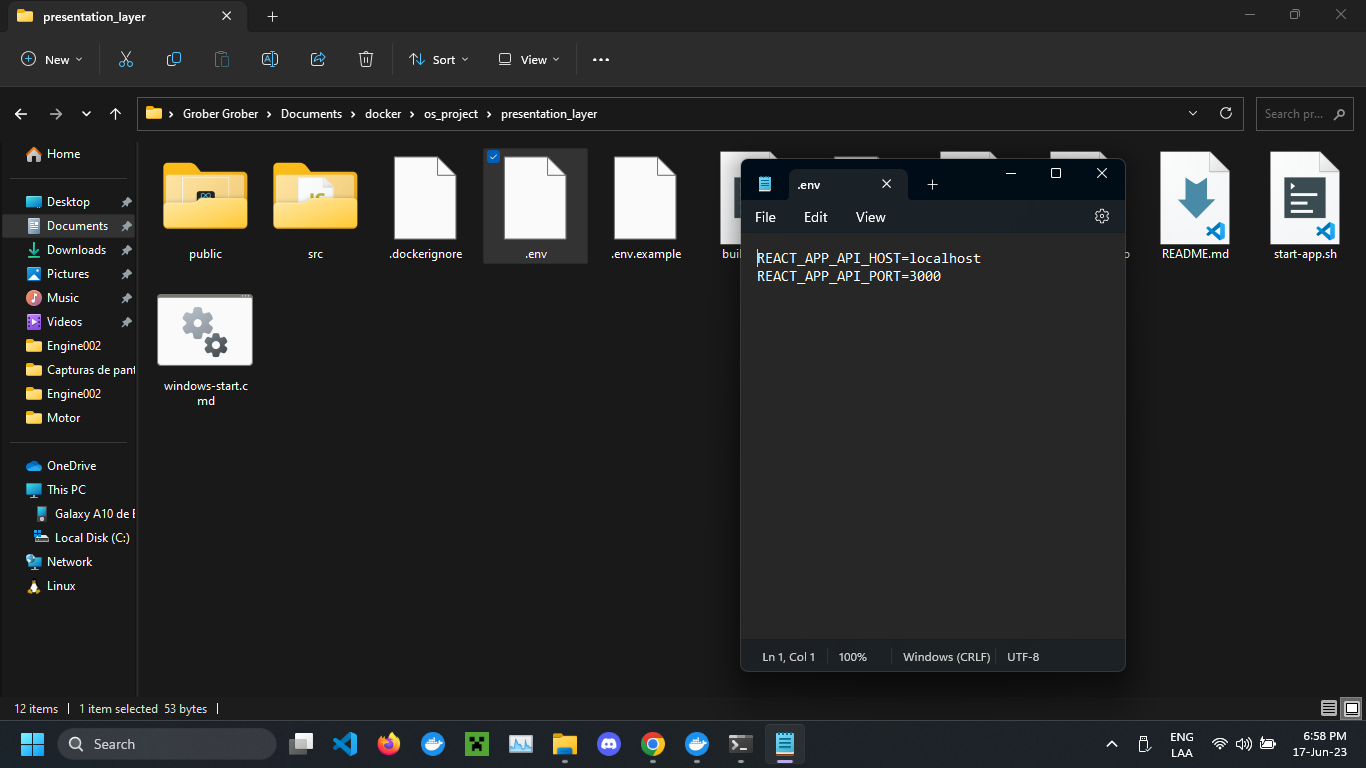 presentation_layer
New
Sort
View
Grober Grober
Documents
docker
os_project
presentation_layer
Search pr...
Home
Desktop
Documents
Downloads
Pictures
Music
Videos
Engine002
Capturas de pant
Engine002
Motor
OneDrive
This PC
Galaxy A10 de E
Local Disk (C:)
Network
Linux
public
src
.dockerignore
.env
.env.example
README.md
start-app.sh
windows-start.c
md
.env
File
Edit
View
REACT_APP_API_HOST=localhost
REACT_APP_API_PORT=3000
Ln 1, Col 1
100%
Windows (CRLF)
UTF-8
12 items
1 item selected 53 bytes
Search
ENG
LAA
6:58 PM
17-Jun-23